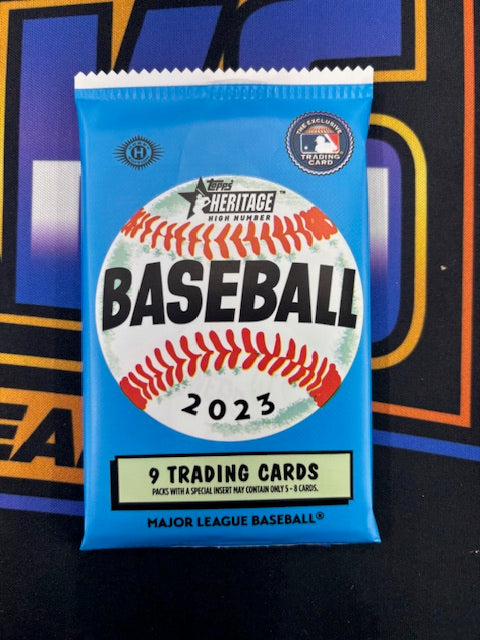 THE EXCLUSIVE
TRADING
CARD
H
Topps
HERITAGE™
HIGH NUMBER
BASEBALL
2023
9 TRADING CARDS
PACKS WITH A SPECIAL INSERT MAY CONTAIN ONLY 5 - 8 CARDS.
MAJOR LEAGUE BASEBALL®